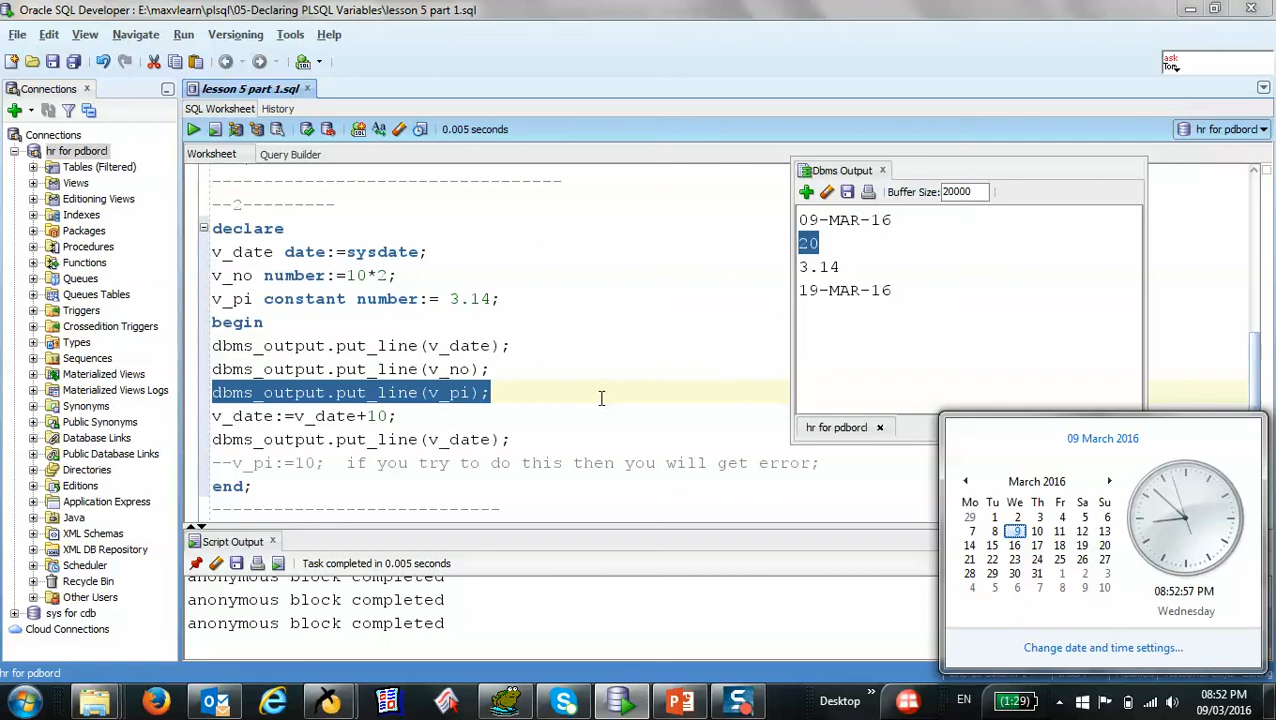 Oracle SQL Developer : E:\maxvlearn\plsql\05-Declaring PLSQL Variables\lesson 5 part 1.sql
File Edit View Navigate Run Versioning Tools Help
ask
Tom
Connections
lesson 5 part 1.sql
SQL Worksheet History
0.005 seconds
hr for pdbord
Worksheet Query Builder
Connections
hr for pdbord
Tables (Filtered)
Views
Editioning Views
Indexes
Packages
Procedures
Functions
Queues
Queues Tables
Triggers
Crossedition Triggers
Types
Sequences
Materialized Views
Materialized Views Logs
Synonyms
Public Synonyms
Database Links
Public Database Links
Directories
Editions
Application Express
Java
XML Schemas
XML DB Repository
Scheduler
Recycle Bin
Other Users
sys for cdb
Cloud Connections
---------------------------------
--2---------
declare
v_date date:=sysdate;
v_no number:=10*2;
v_pi constant number:= 3.14;
begin
dbms_output.put_line(v_date);
dbms_output.put_line(v_no);
dbms_output.put_line(v_pi);
v_date:=v_date+10;
dbms_output.put_line(v_date);
--v_pi:=10;  if you try to do this then you will get error;
end;
----------------------------
Dbms Output
Buffer Size: 20000
09-MAR-16
20
3.14
19-MAR-16
hr for pdbord
Script Output
Task completed in 0.005 seconds
anonymous block completed
anonymous block completed
anonymous block completed
09 March 2016
March 2016
Mo Tu We Th Fr Sa Su
29 1 2 3 4 5 6
7 8 9 10 11 12 13
14 15 16 17 18 19 20
21 22 23 24 25 26 27
28 29 30 31 1 2 3
4 5 6 7 8 9 10
08:52:57 PM
Wednesday
Change date and time settings...
hr for pdbord
Desktop
EN
(1:29)
08:52 PM
09/03/2016